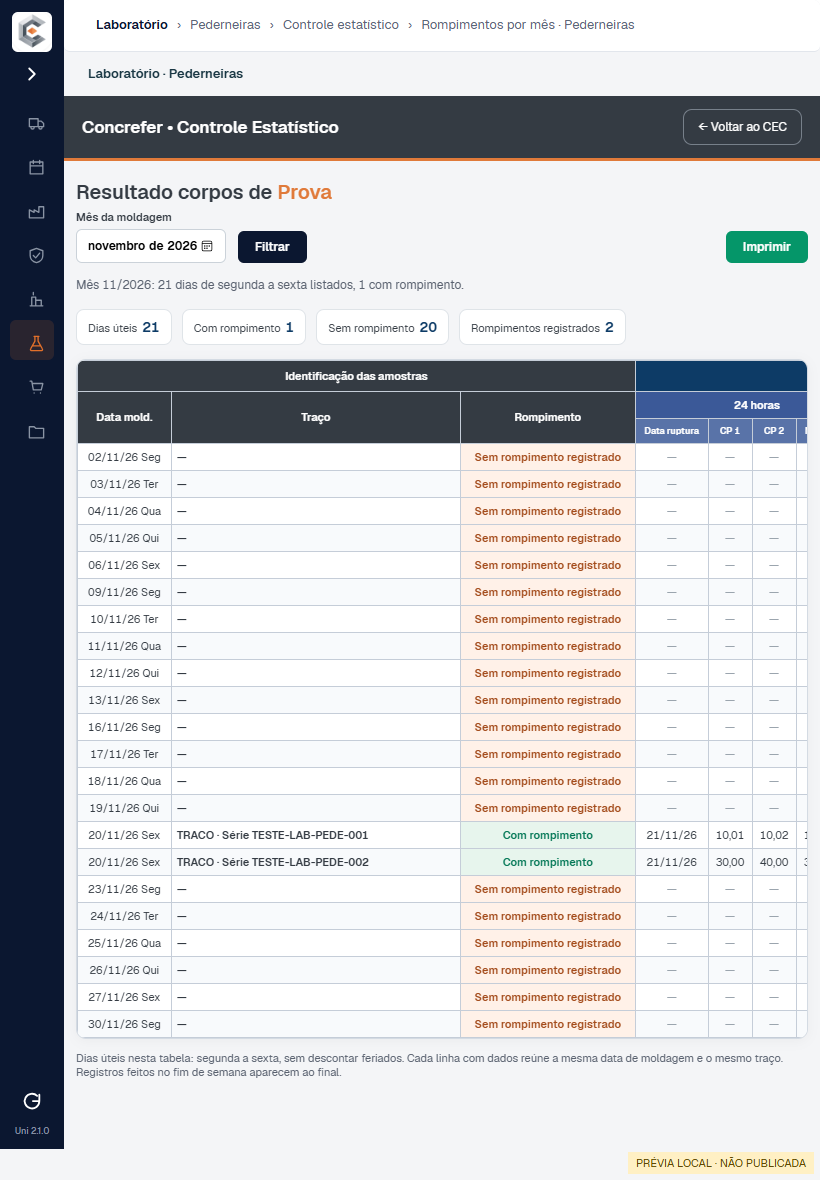 Laboratório › Pederneiras › Controle estatístico › Rompimentos por mês · Pederneiras
Laboratório · Pederneiras
Concrefer • Controle Estatístico
← Voltar ao CEC
Resultado corpos de Prova
Mês da moldagem
novembro de 2026
Filtrar
Imprimir
Mês 11/2026: 21 dias de segunda a sexta listados, 1 com rompimento.
Dias úteis 21
Com rompimento 1
Sem rompimento 20
Rompimentos registrados 2
Identificação das amostras
24 horas
Data mold. Traço Rompimento Data ruptura CP 1 CP 2
02/11/26 Seg — Sem rompimento registrado — — —
03/11/26 Ter — Sem rompimento registrado — — —
04/11/26 Qua — Sem rompimento registrado — — —
05/11/26 Qui — Sem rompimento registrado — — —
06/11/26 Sex — Sem rompimento registrado — — —
09/11/26 Seg — Sem rompimento registrado — — —
10/11/26 Ter — Sem rompimento registrado — — —
11/11/26 Qua — Sem rompimento registrado — — —
12/11/26 Qui — Sem rompimento registrado — — —
13/11/26 Sex — Sem rompimento registrado — — —
16/11/26 Seg — Sem rompimento registrado — — —
17/11/26 Ter — Sem rompimento registrado — — —
18/11/26 Qua — Sem rompimento registrado — — —
19/11/26 Qui — Sem rompimento registrado — — —
20/11/26 Sex TRACO · Série TESTE-LAB-PEDE-001 Com rompimento 21/11/26 10,01 10,02
20/11/26 Sex TRACO · Série TESTE-LAB-PEDE-002 Com rompimento 21/11/26 30,00 40,00
23/11/26 Seg — Sem rompimento registrado — — —
24/11/26 Ter — Sem rompimento registrado — — —
25/11/26 Qua — Sem rompimento registrado — — —
26/11/26 Qui — Sem rompimento registrado — — —
27/11/26 Sex — Sem rompimento registrado — — —
30/11/26 Seg — Sem rompimento registrado — — —
Dias úteis nesta tabela: segunda a sexta, sem descontar feriados. Cada linha com dados reúne a mesma data de moldagem e o mesmo traço.
Registros feitos no fim de semana aparecem ao final.
Uni 2.1.0
PRÉVIA LOCAL · NÃO PUBLICADA